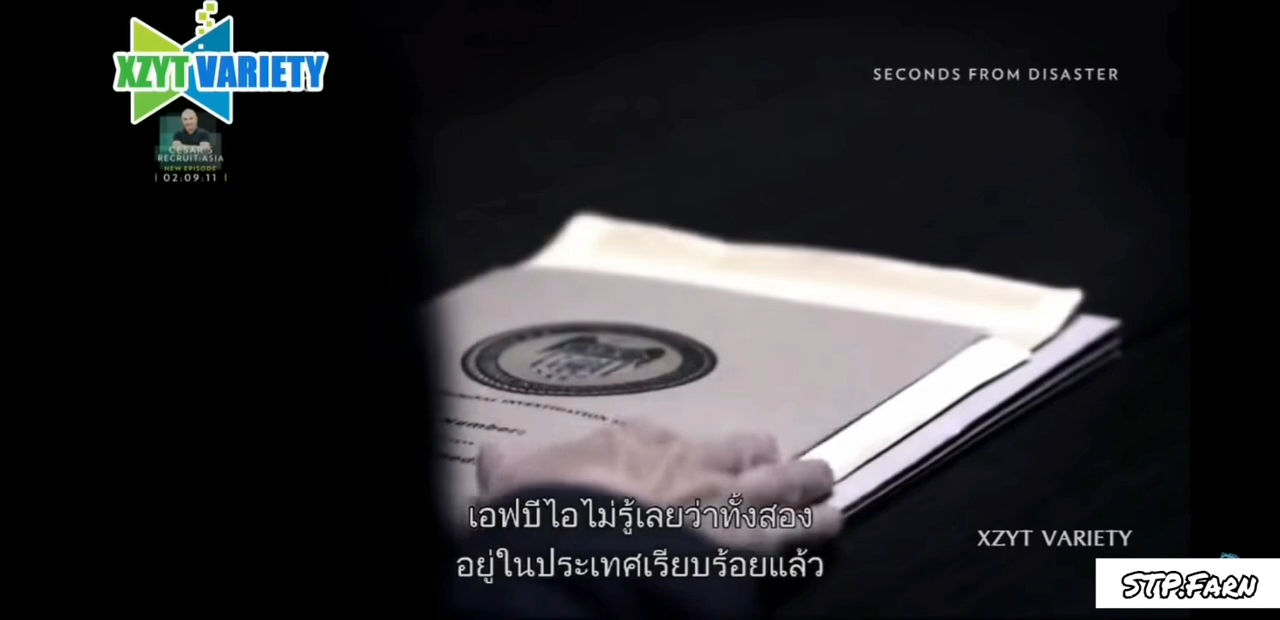 XZYT VARIETY
SECONDS FROM DISASTER
CESAR'S
RECRUIT: ASIA
NEW EPISODE
02.09.11
INVESTIGATION
Number:
เอฟบีไอไม่รู้เลยว่าทั้งสอง
อยู่ในประเทศเรียบร้อยแล้ว
XZYT VARIETY
STP.FARN